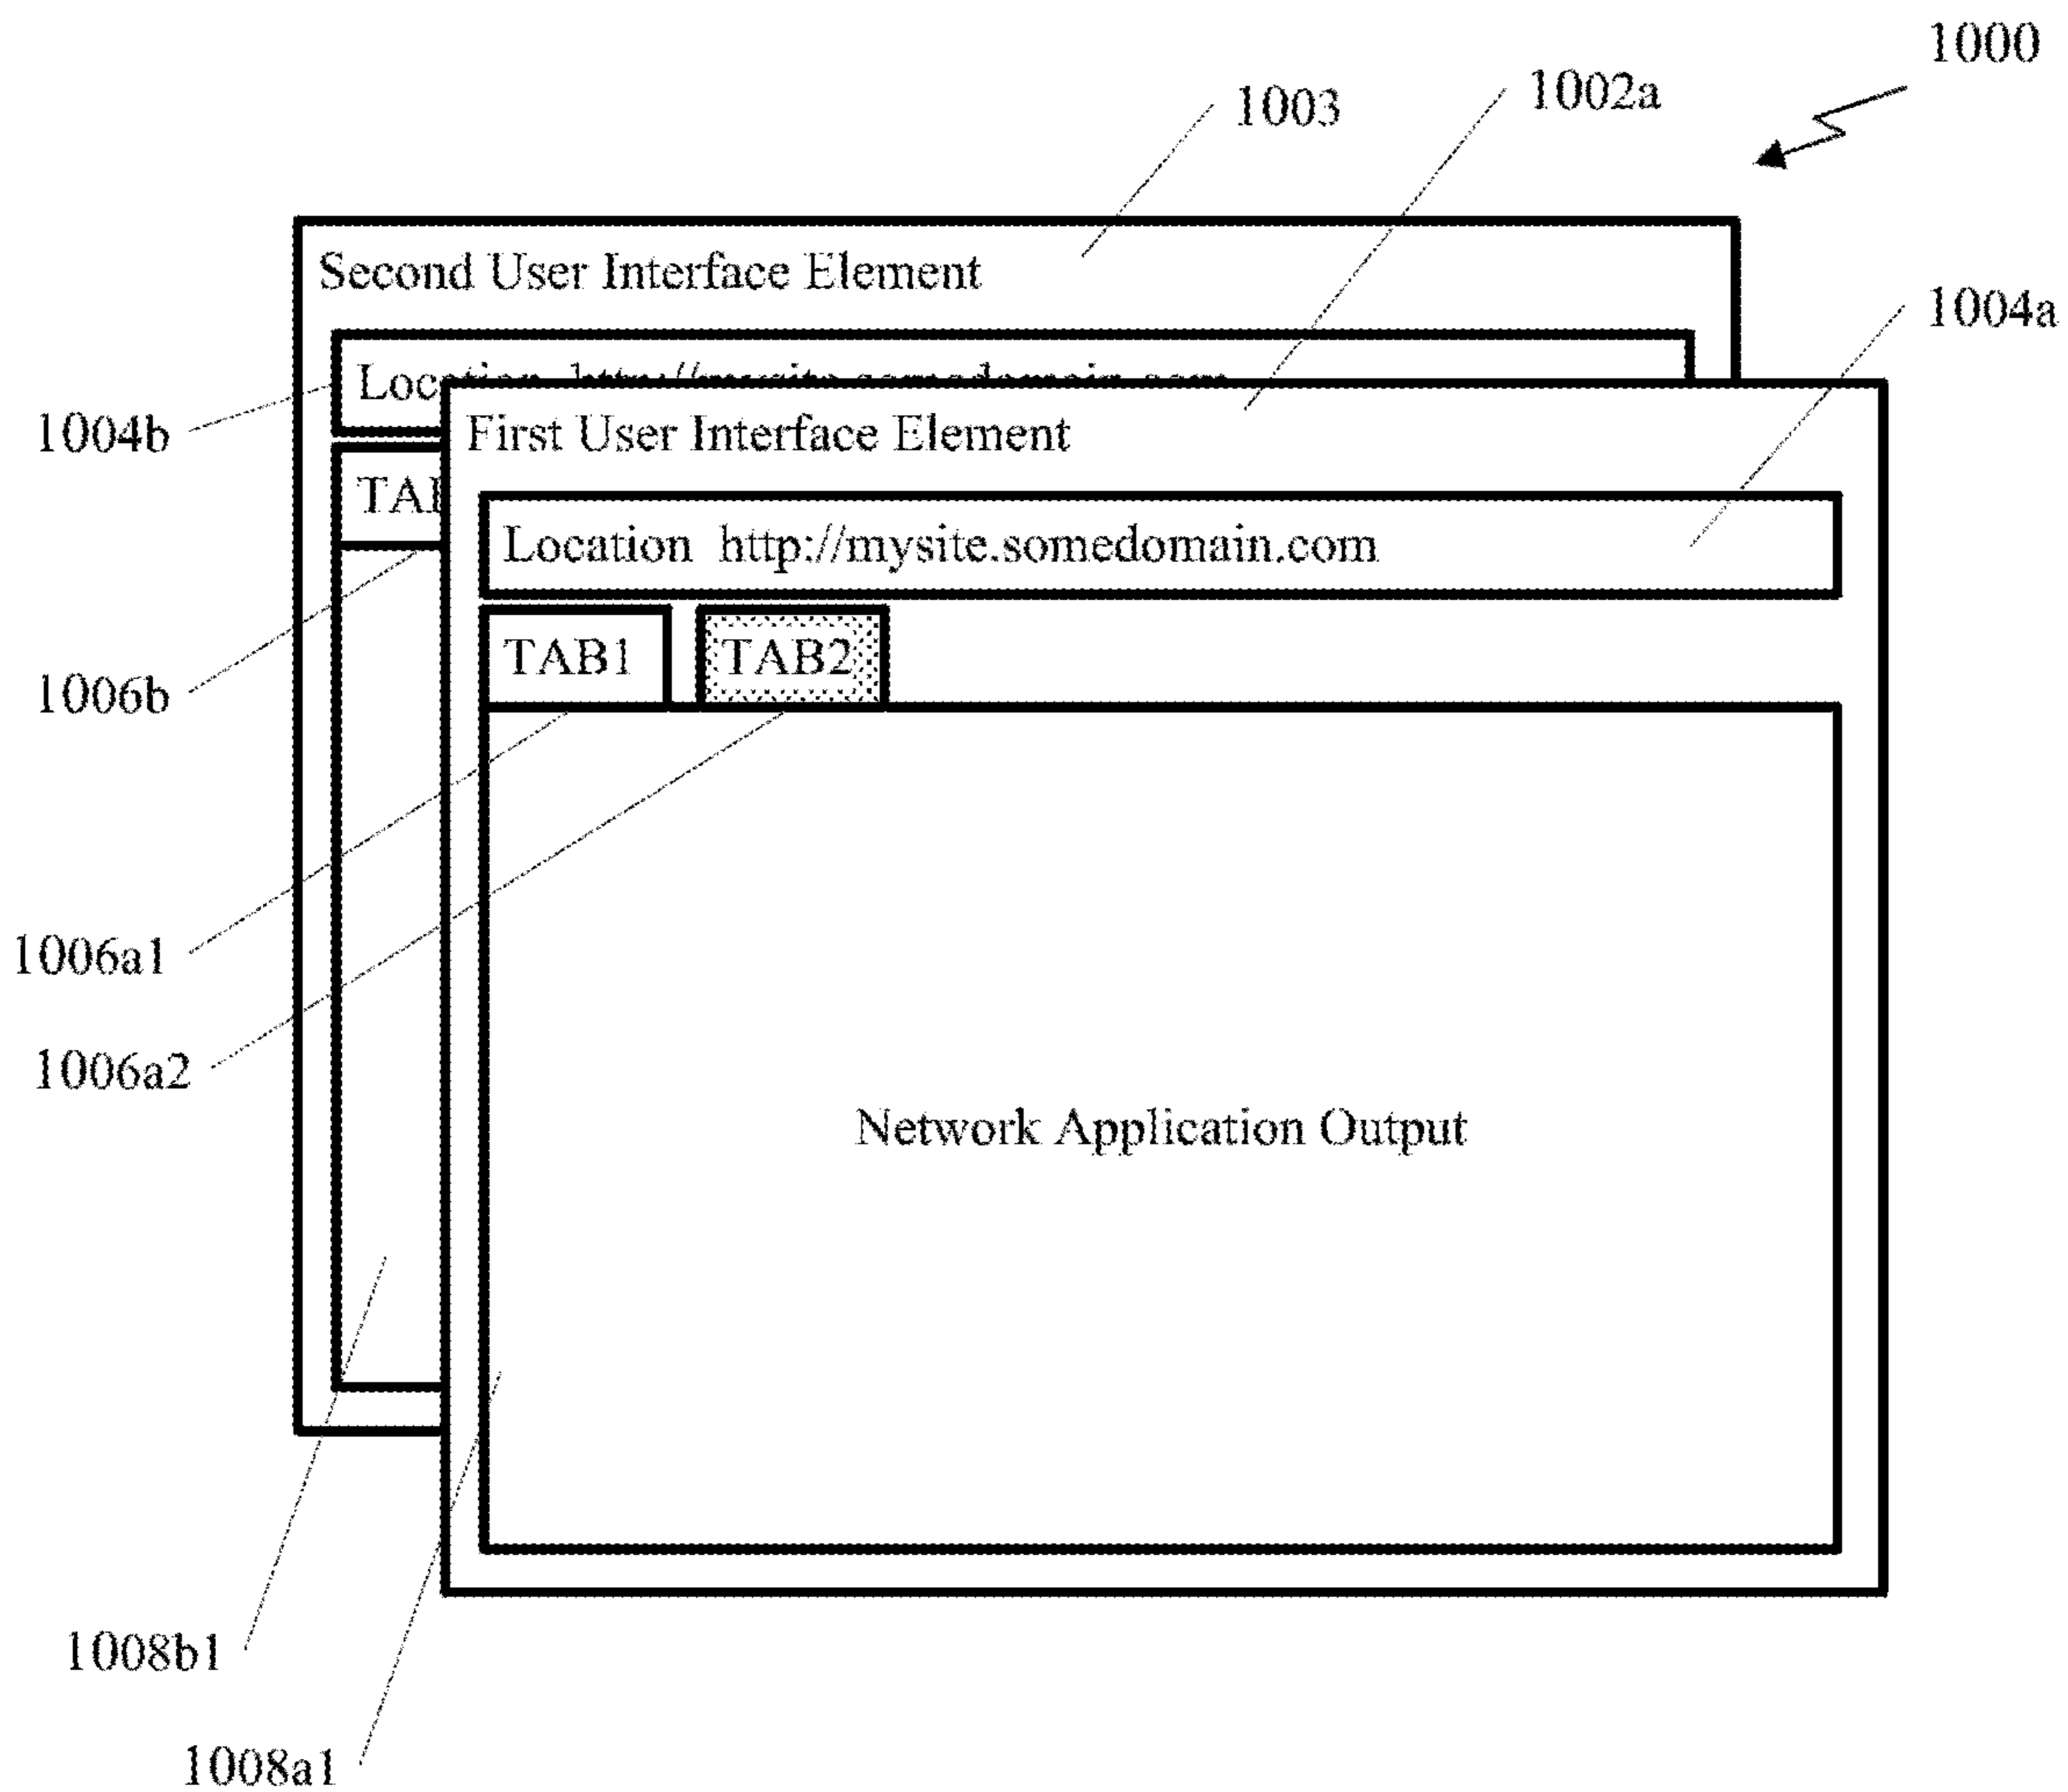 1000
1003
1002a
Second User Interface Element
1004a
Location
1004b
First User Interface Element
Location http://mysite.somedomain.com
1006b
TAB1 TAB2
1006a1
1006a2
Network Application Output
1008b1
1008a1